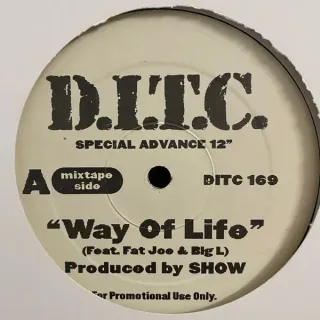 D.I.T.C.
SPECIAL ADVANCE 12"
A mixtape side DITC 169
"Way Of Life"
(Feat. Fat Joe & Big L)
Produced by SHOW
For Promotional Use Only.